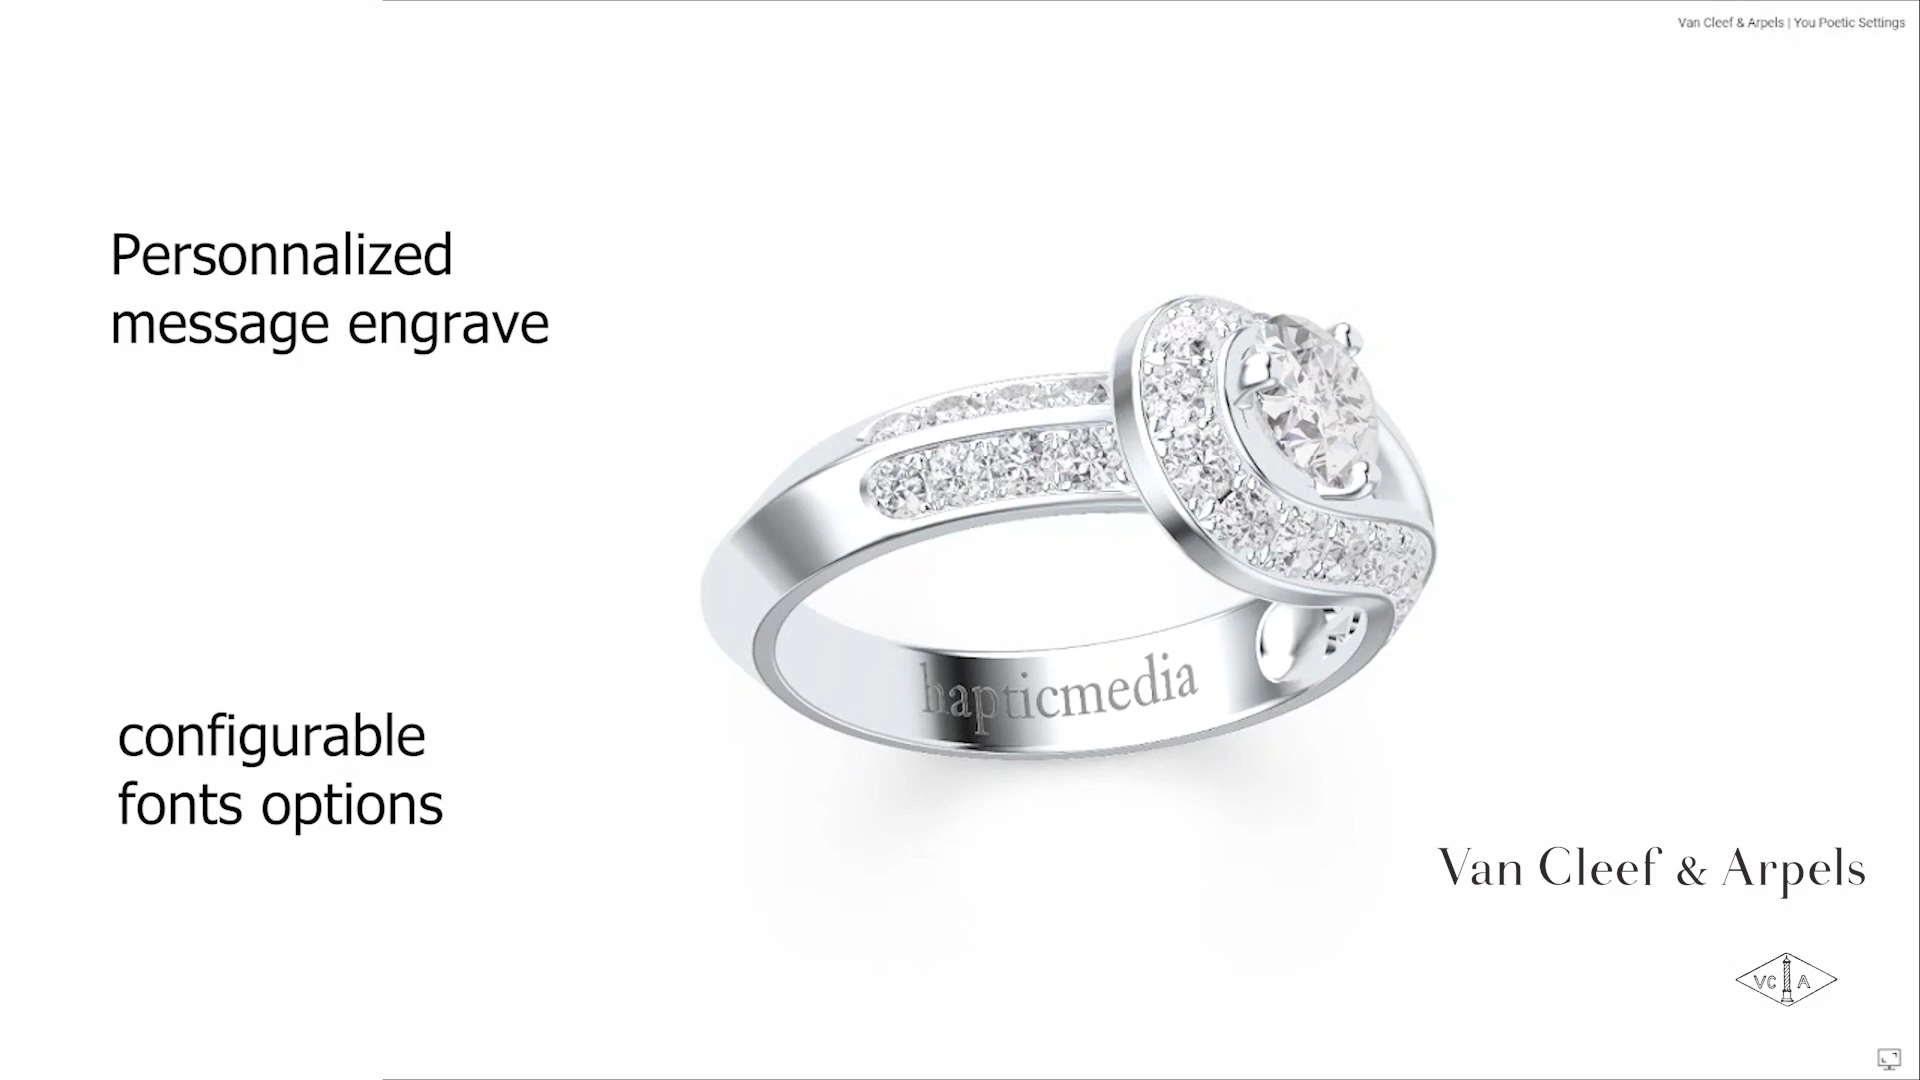 Van Cleef & Arpels | You Poetic Settings
Personnalized
message engrave
hapticmedia
configurable
fonts options
Van Cleef & Arpels
VC A